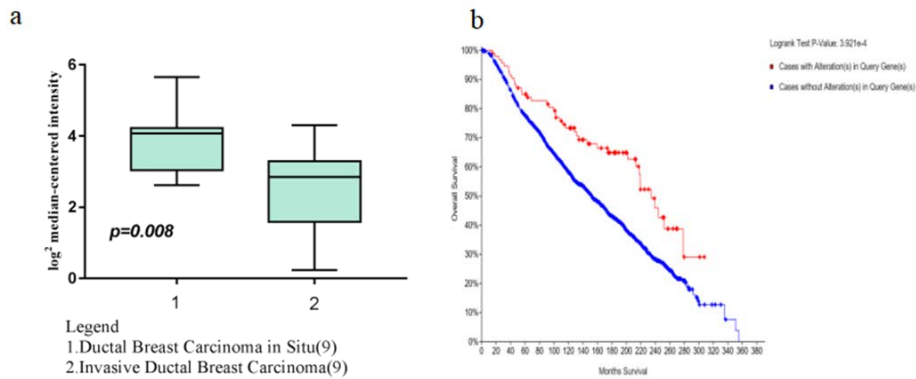 a
log² median-centered intensity
6
4
2
0
p=0.008
1
2
Legend
1.Ductal Breast Carcinoma in Situ(9)
2.Invasive Ductal Breast Carcinoma(9)
b
Logrank Test P-Value: 3.921e-4
Cases with Alteration(s) in Query Gene(s)
Cases without Alteration(s) in Query Gene(s)
Overall Survival
100%
90%
80%
70%
60%
50%
40%
30%
20%
10%
0%
0 20 40 60 80 100 120 140 160 180 200 220 240 260 280 300 320 340 360 380
Months Survival